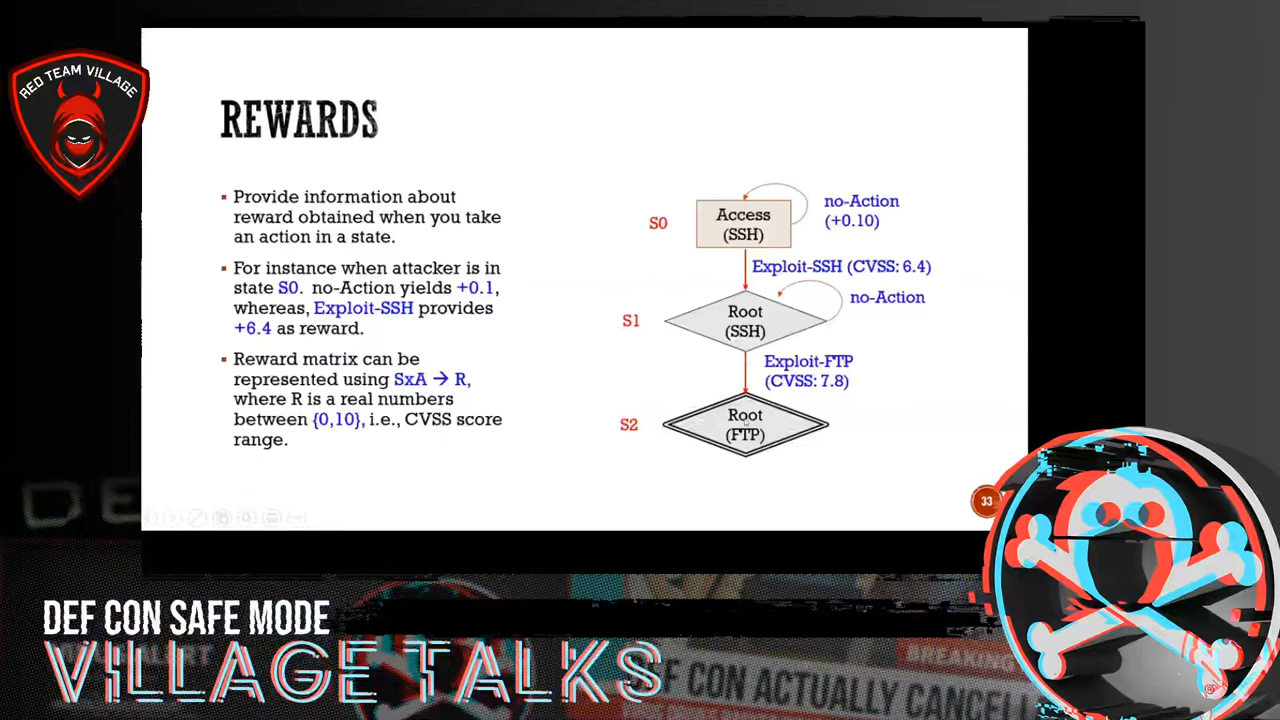 RED TEAM VILLAGE
REWARDS
▪ Provide information about
reward obtained when you take
an action in a state.
▪ For instance when attacker is in
state S0. no-Action yields +0.1,
whereas, Exploit-SSH provides
+6.4 as reward.
▪ Reward matrix can be
represented using SxA → R,
where R is a real numbers
between {0,10}, i.e., CVSS score
range.
S0
Access
(SSH)
no-Action
(+0.10)
Exploit-SSH (CVSS: 6.4)
S1
Root
(SSH)
no-Action
Exploit-FTP
(CVSS: 7.8)
S2
Root
(FTP)
33
DE
DEF CON SAFE MODE
VILLAGE TALKS
BREAKING
DEF CON ACTUALLY CANCEL